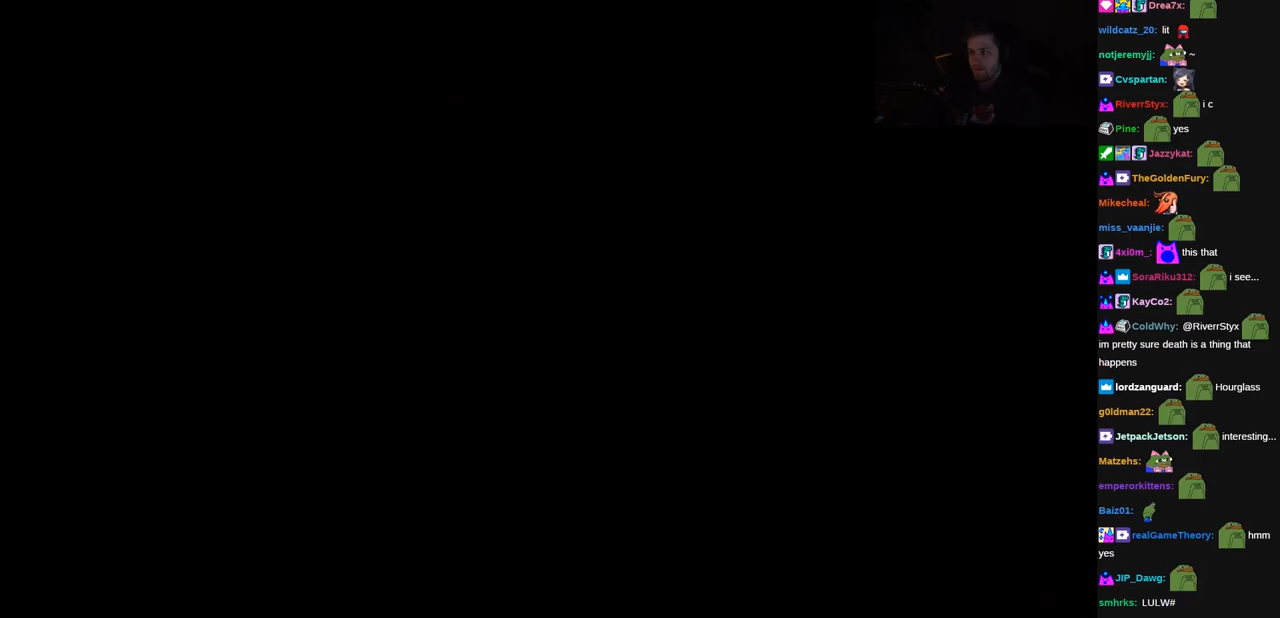 Drea7x:
wildcatz_20: lit
notjeremyjj: ~
Cvspartan:
RiverrStyx: i c
Pine: yes
Jazzykat:
TheGoldenFury:
Mikecheal:
miss_vaanjie:
4xi0m_: this that
SoraRiku312: i see...
KayCo2:
ColdWhy: @RiverrStyx
im pretty sure death is a thing that
happens
lordzanguard: Hourglass
g0ldman22:
JetpackJetson: interesting...
Matzehs:
emperorkittens:
Baiz01:
realGameTheory: hmm
yes
JIP_Dawg:
smhrks: LULW#